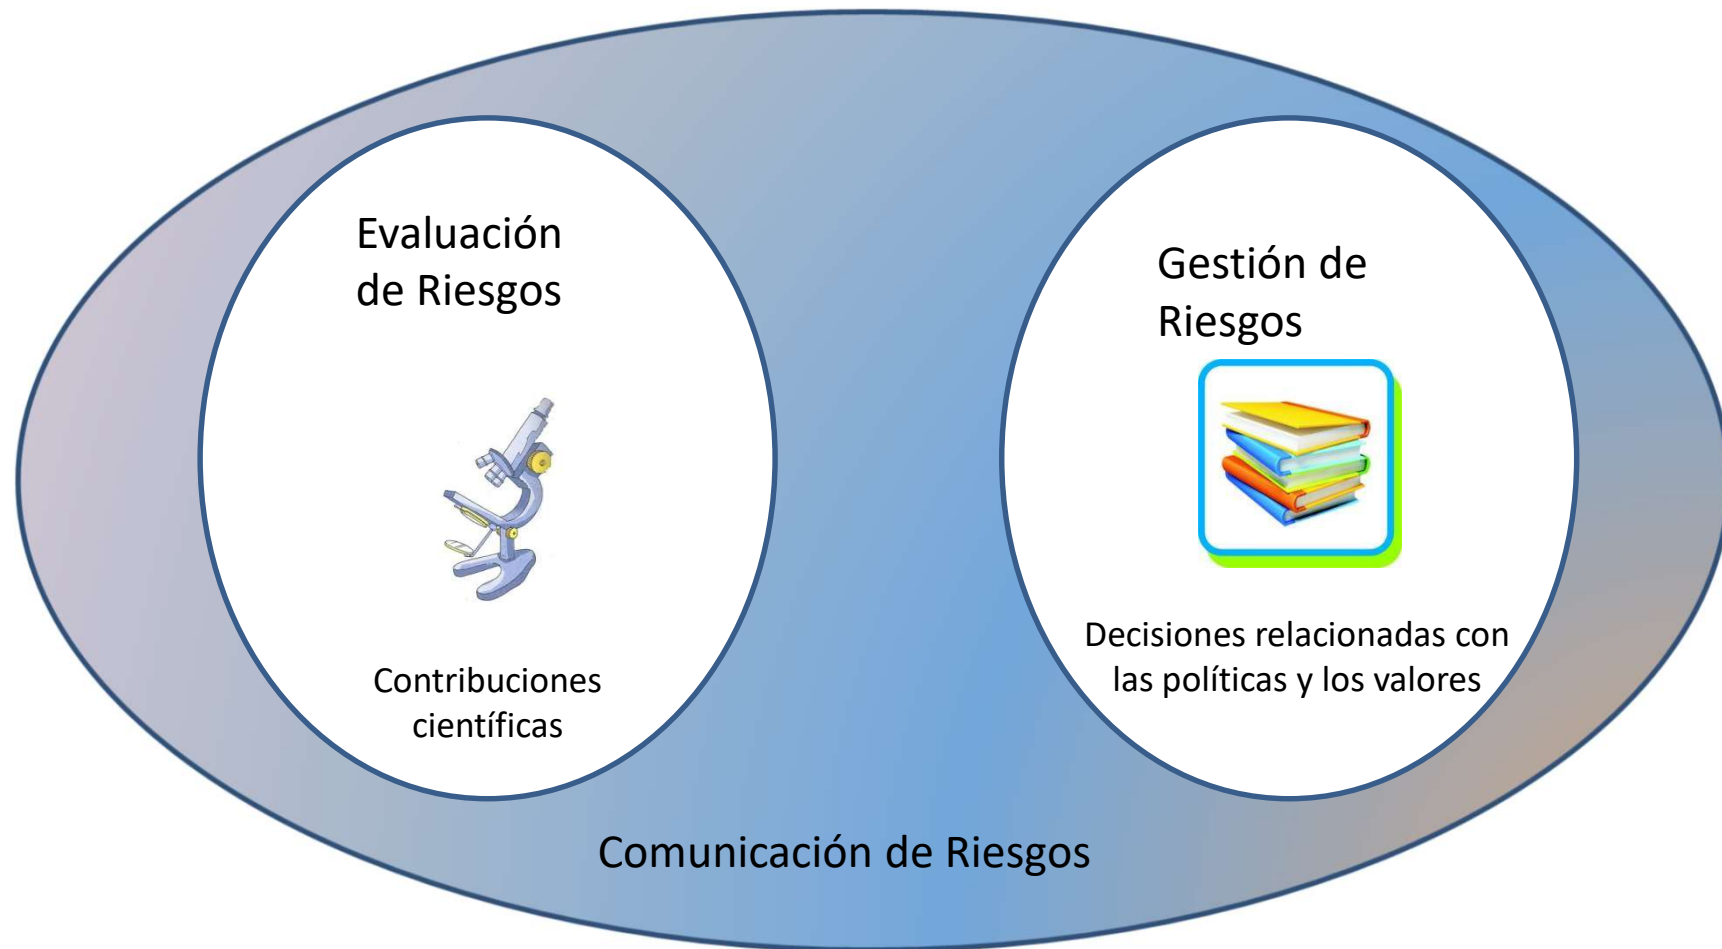 Evaluación
de Riesgos
Contribuciones
científicas
Gestión de
Riesgos
Decisiones relacionadas con
las políticas y los valores
Comunicación de Riesgos